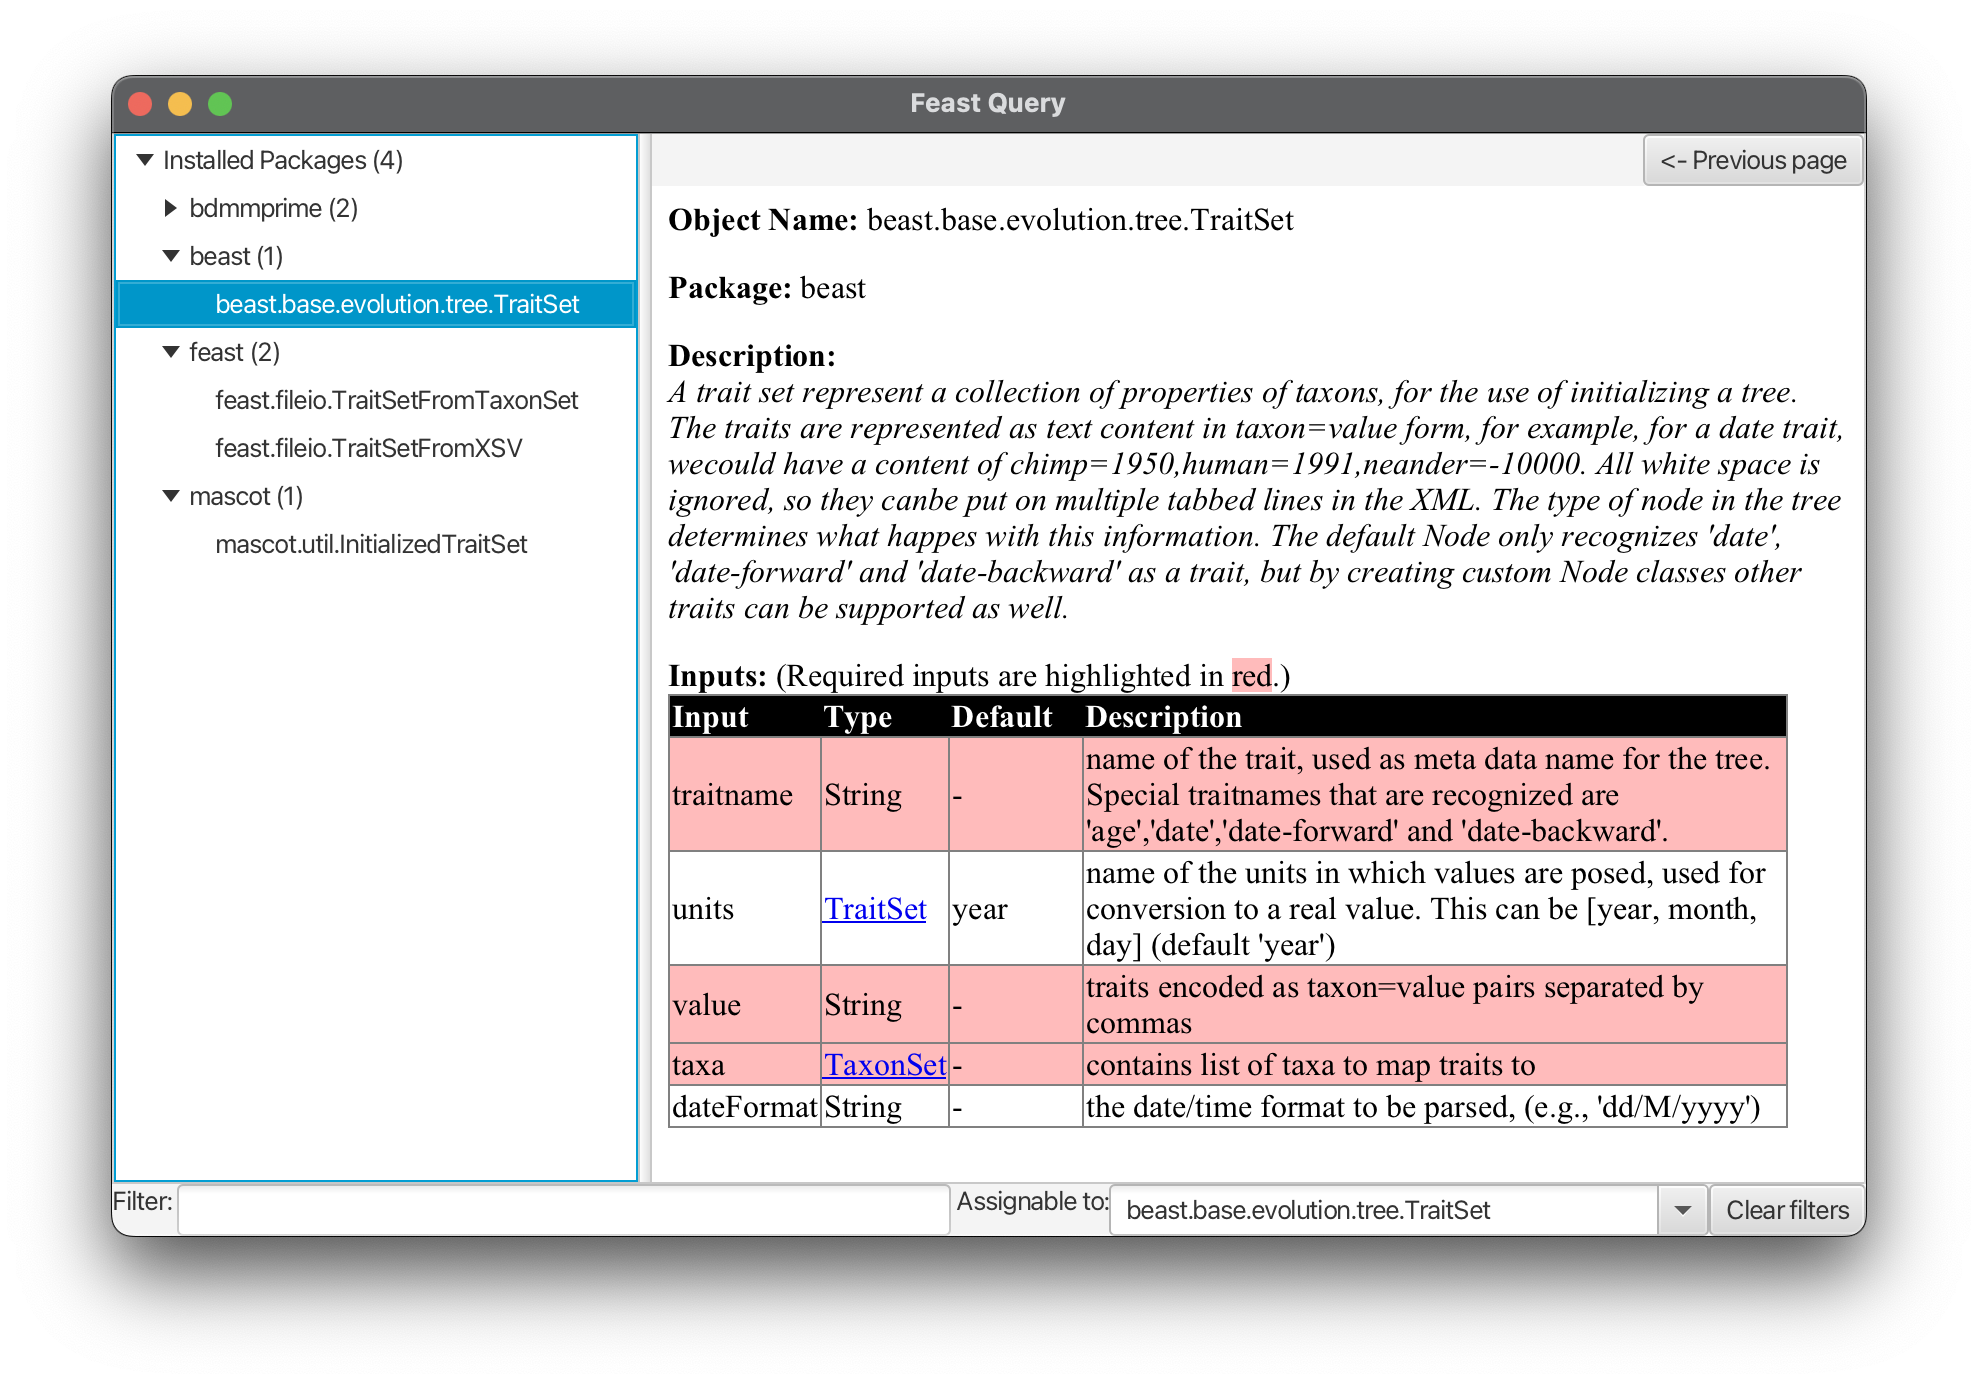 Feast Query
Installed Packages (4)
bdmmprime (2)
beast (1)
beast.base.evolution.tree.TraitSet
feast (2)
feast.fileio.TraitSetFromTaxonSet
feast.fileio.TraitSetFromXSV
mascot (1)
mascot.util.InitializedTraitSet
<- Previous page
Object Name: beast.base.evolution.tree.TraitSet
Package: beast
Description:
A trait set represent a collection of properties of taxons, for the use of initializing a tree.
The traits are represented as text content in taxon=value form, for example, for a date trait,
wecould have a content of chimp=1950,human=1991,neander=-10000. All white space is
ignored, so they canbe put on multiple tabbed lines in the XML. The type of node in the tree
determines what happes with this information. The default Node only recognizes 'date',
'date-forward' and 'date-backward' as a trait, but by creating custom Node classes other
traits can be supported as well.
Inputs: (Required inputs are highlighted in red.)
Input Type Default Description
traitname String - name of the trait, used as meta data name for the tree.
Special traitnames that are recognized are
'age','date','date-forward' and 'date-backward'.
units TraitSet year name of the units in which values are posed, used for
conversion to a real value. This can be [year, month,
day] (default 'year')
value String - traits encoded as taxon=value pairs separated by
commas
taxa TaxonSet - contains list of taxa to map traits to
dateFormat String - the date/time format to be parsed, (e.g., 'dd/M/yyyy')
Filter: Assignable to: beast.base.evolution.tree.TraitSet Clear filters